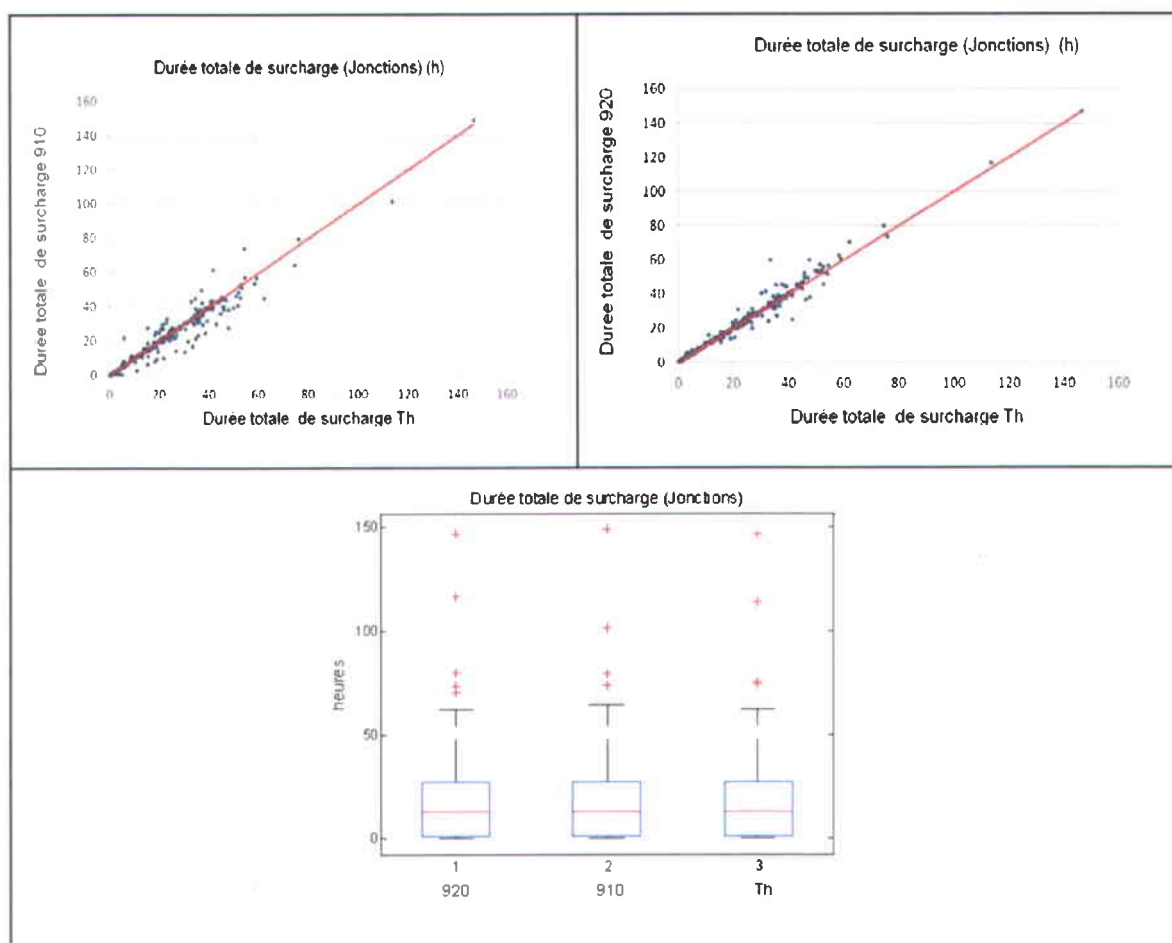 Durée totale de surcharge (Jonctions) (h)
Durée totale de surcharge 910
160
140
120
100
80
60
40
20
0
0 20 40 60 80 100 120 140 160
Durée totale de surcharge Th
Durée totale de surcharge (Jonctions) (h)
Durée totale de surcharge 920
160
140
120
100
80
60
40
20
0
0 20 40 60 80 100 120 140 160
Durée totale de surcharge Th
Durée totale de surcharge (Jonctions)
heures
150
100
50
0
1 2 3
920 910 Th